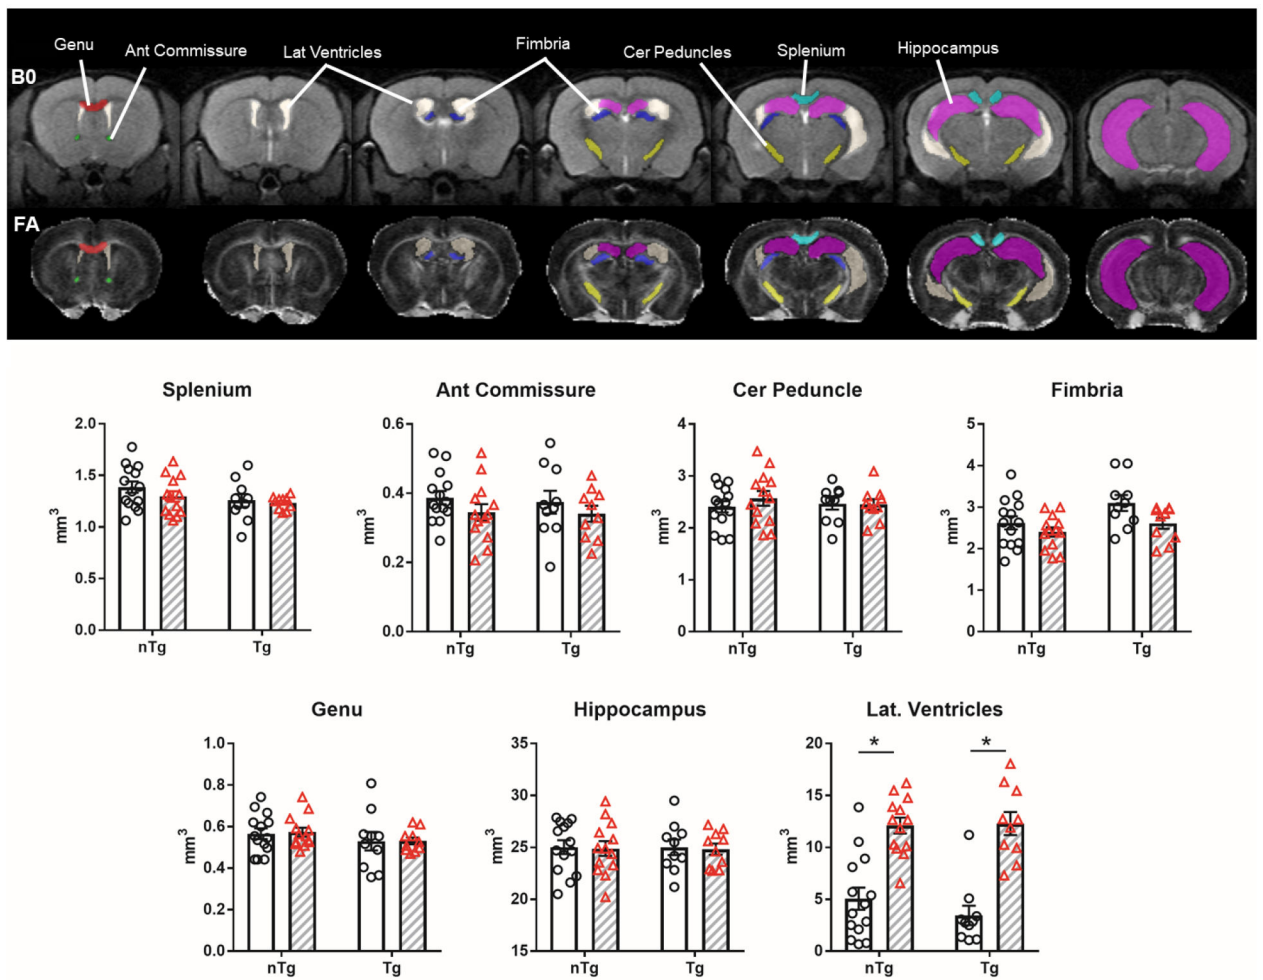 Genu
Ant Commissure
Lat Ventricles
Fimbria
Cer Peduncles
Splenium
Hippocampus
B0
FA
Splenium
Ant Commissure
Cer Peduncle
Fimbria
2.0
1.5
1.0
0.5
0.0
mm³
nTg
Tg
0.6
0.4
0.2
0.0
mm³
nTg
Tg
4
3
2
1
0
mm³
nTg
Tg
5
4
3
2
1
0
mm³
nTg
Tg
Genu
Hippocampus
Lat. Ventricles
1.0
0.8
0.6
0.4
0.2
0.0
mm³
nTg
Tg
35
30
25
20
15
mm³
nTg
Tg
20
15
10
5
0
mm³
*
*
nTg
Tg